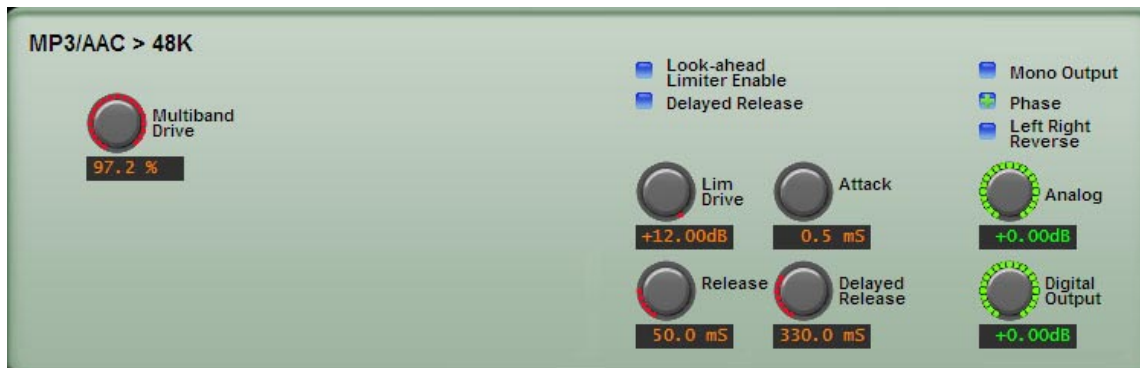 MP3/AAC > 48K
Multiband
Drive
97.2 %
Look-ahead
Limiter Enable
Delayed Release
Lim
Drive
+12.00dB
Attack
0.5 mS
Release
50.0 mS
Delayed
Release
330.0 mS
Mono Output
Phase
Left Right
Reverse
Analog
+0.00dB
Digital
Output
+0.00dB